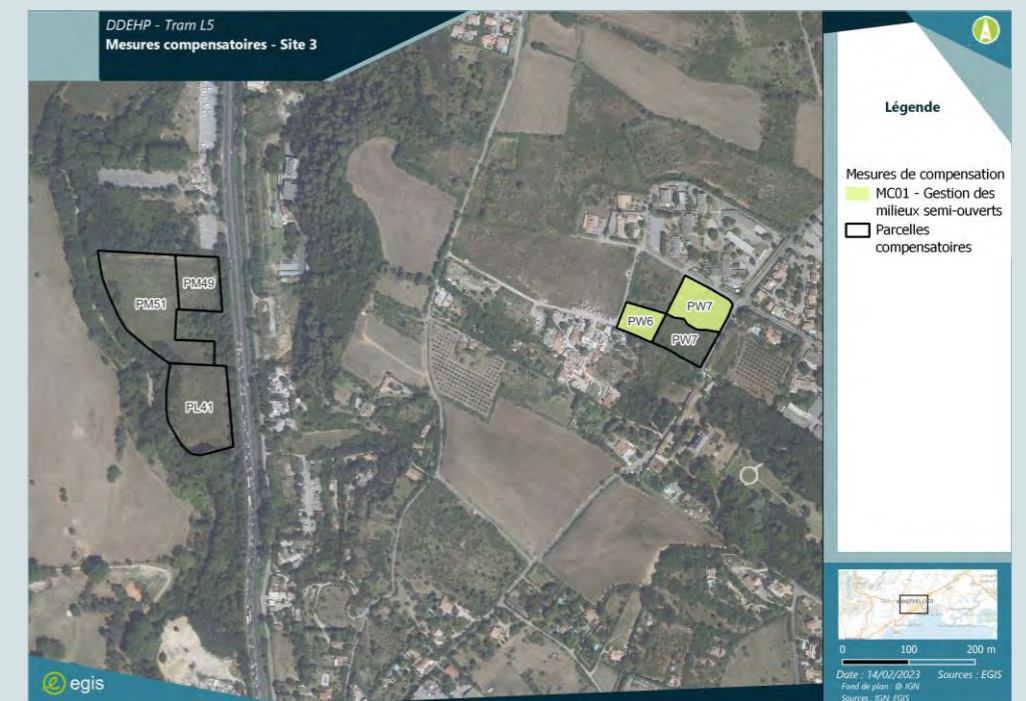 DDEHP - Tram L5
Mesures compensatoires - Site 3
Légende
Mesures de compensation
MC01 - Gestion des
milieux semi-ouverts
Parcelles
compensatoires
PM49
PM51
PL41
PW7
PW6
PW7
MONTPELLIER
0 100 200 m
Date : 14/02/2023 Sources : EGIS
Fond de plan : @ IGN
Sources : IGN, EGIS
egis